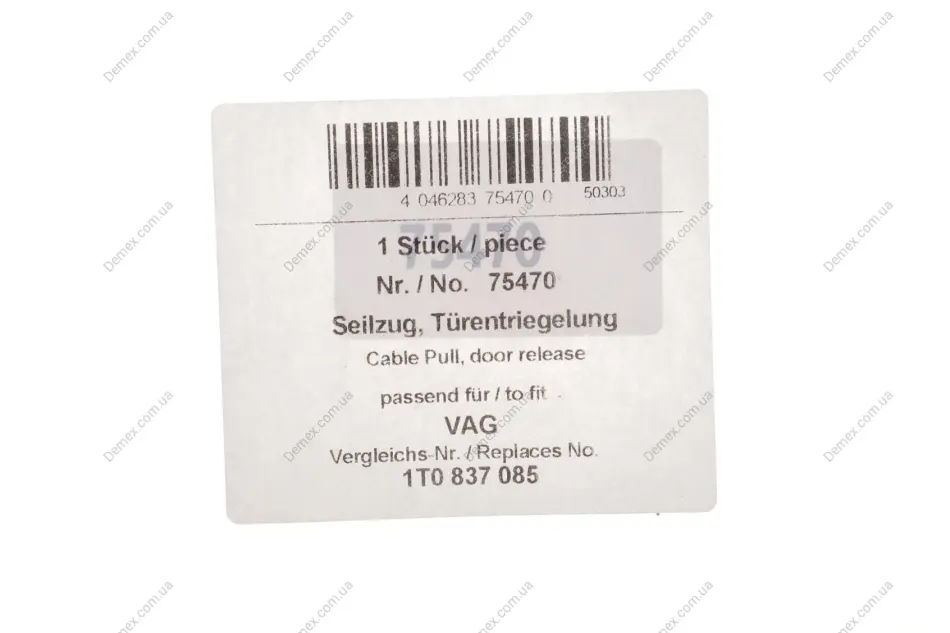 4 046283 75470 0 50303
1 Stück / piece
75470
Nr. / No. 75470
Seilzug, Türentriegelung
Cable Pull, door release
passend für / to fit
VAG
Vergleichs-Nr. / Replaces No.
1T0 837 085
Demex.com.ua